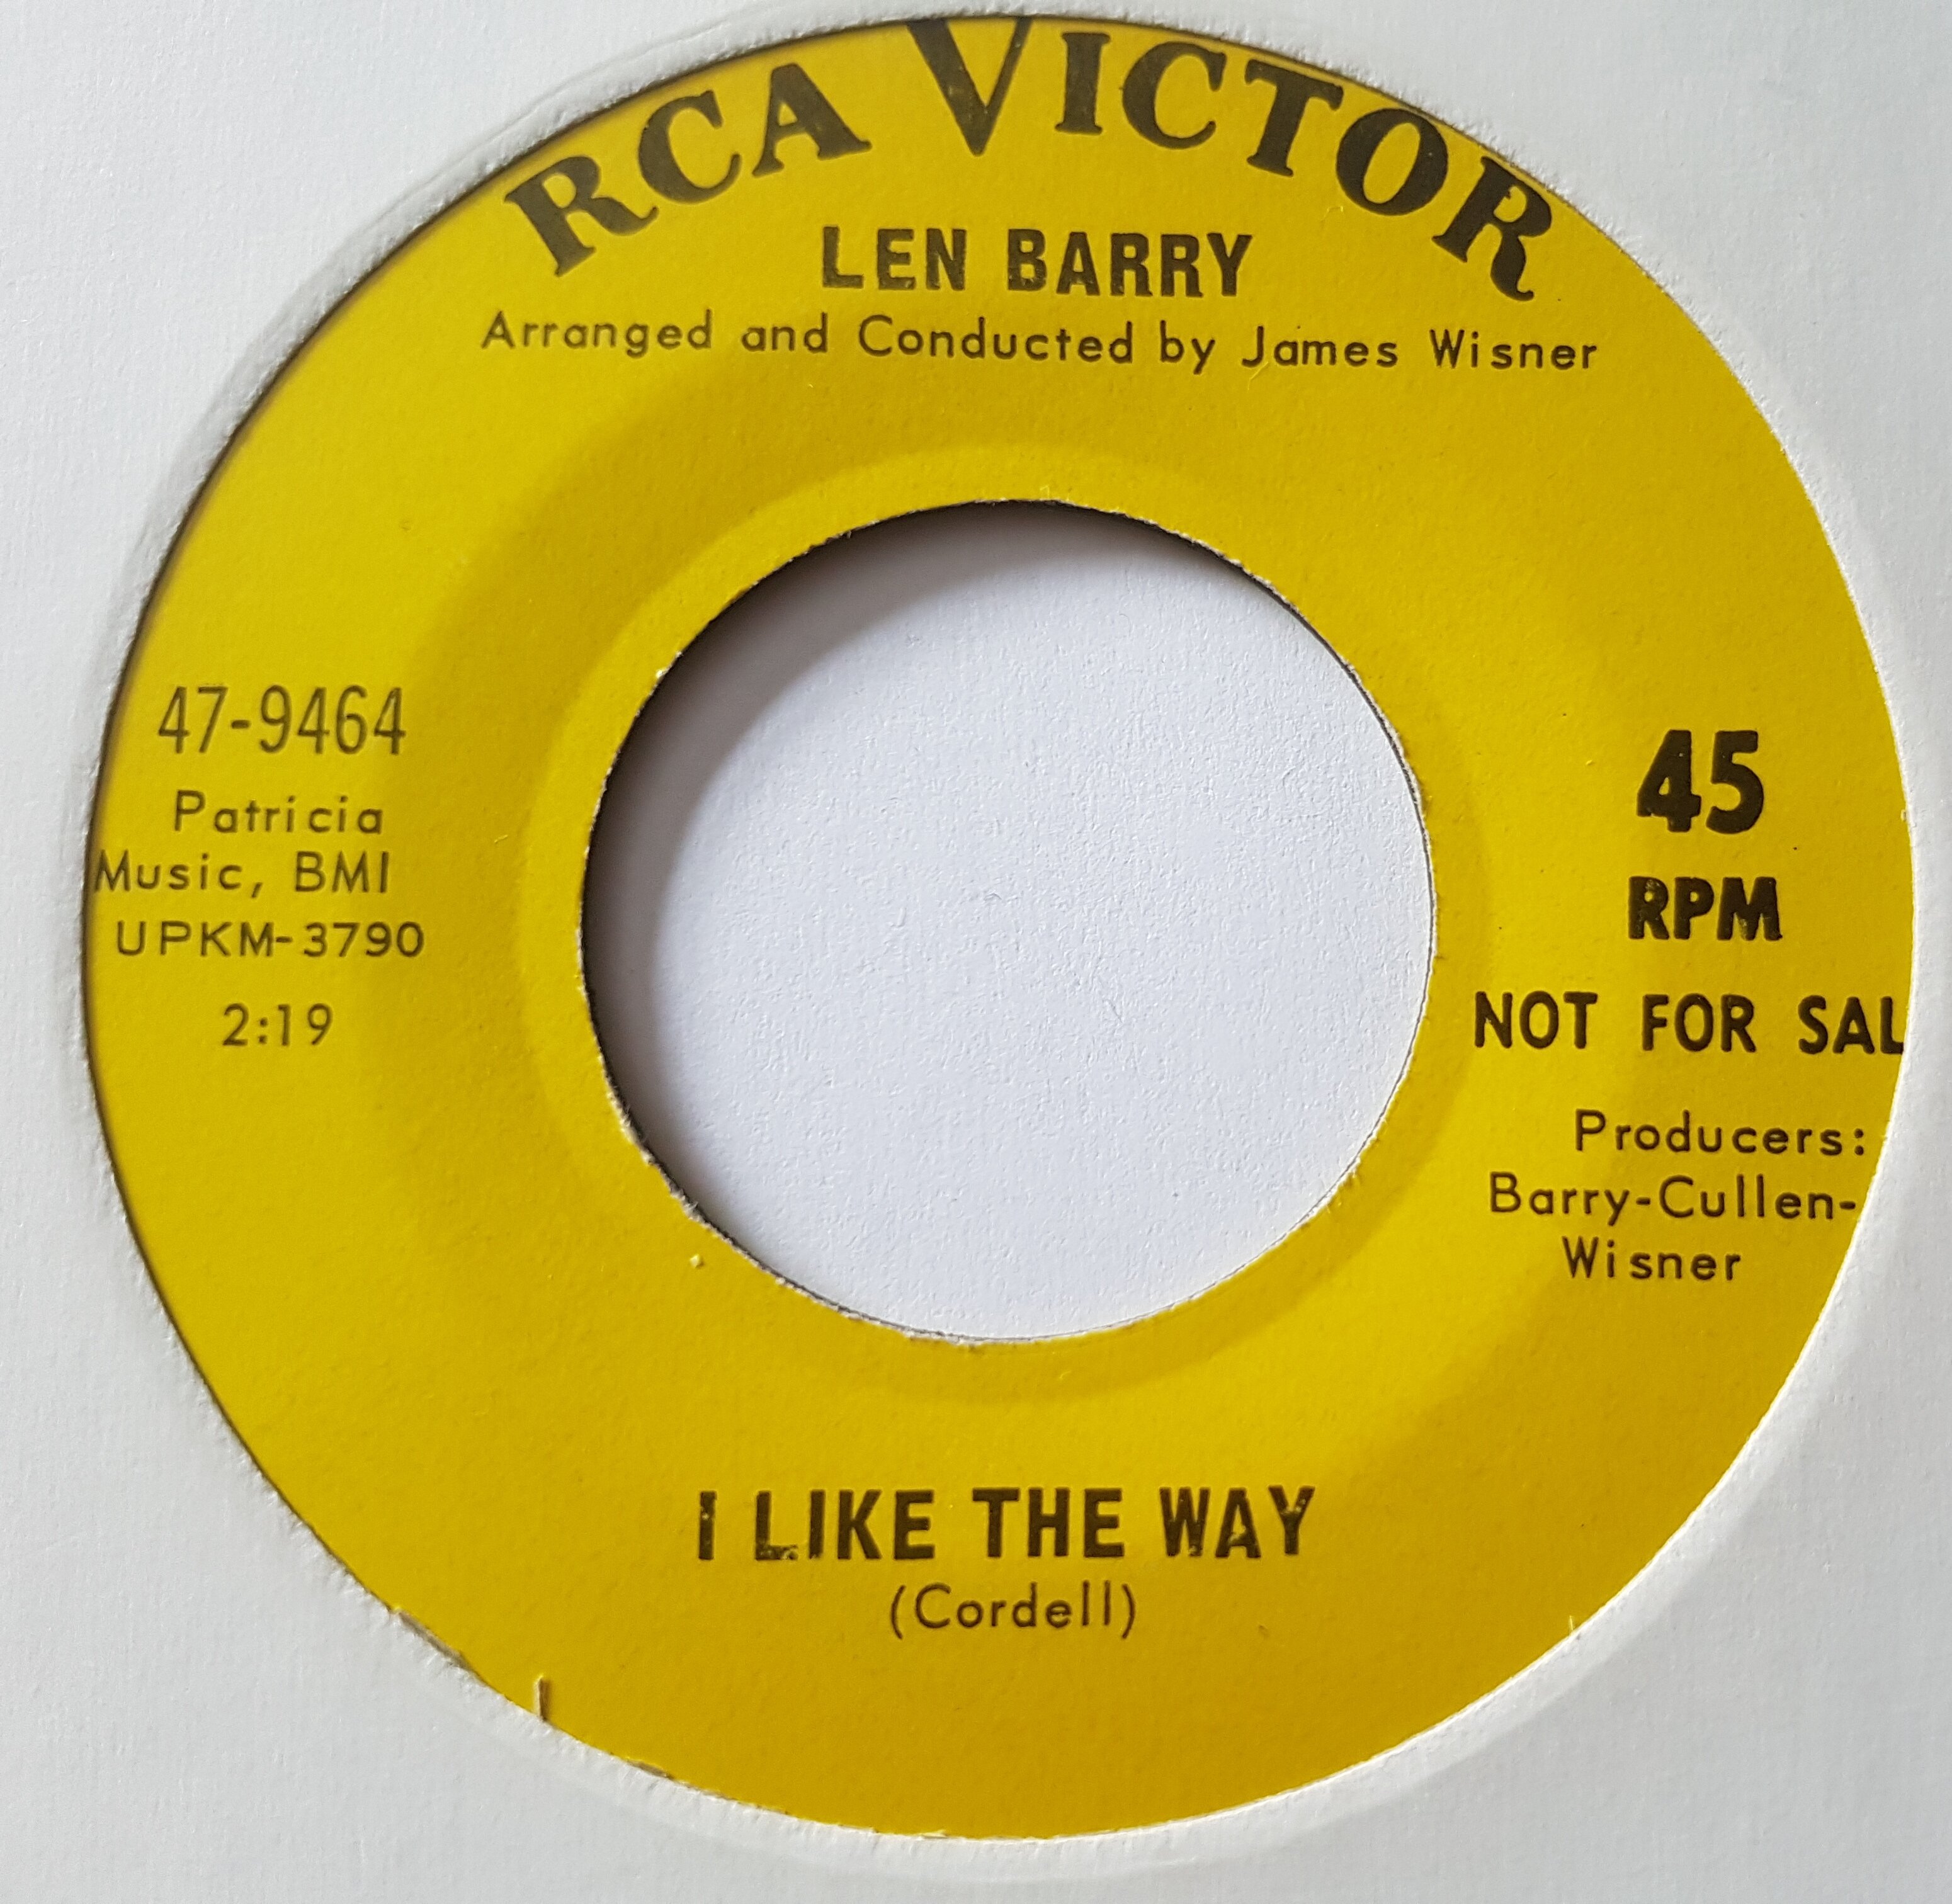 RCA VICTOR
LEN BARRY
Arranged and Conducted by James Wisner
47-9464
Patricia
Music, BMI
UPKM-3790
2:19
45
RPM
NOT FOR SAL
Producers:
Barry-Cullen-
Wisner
I LIKE THE WAY
(Cordell)